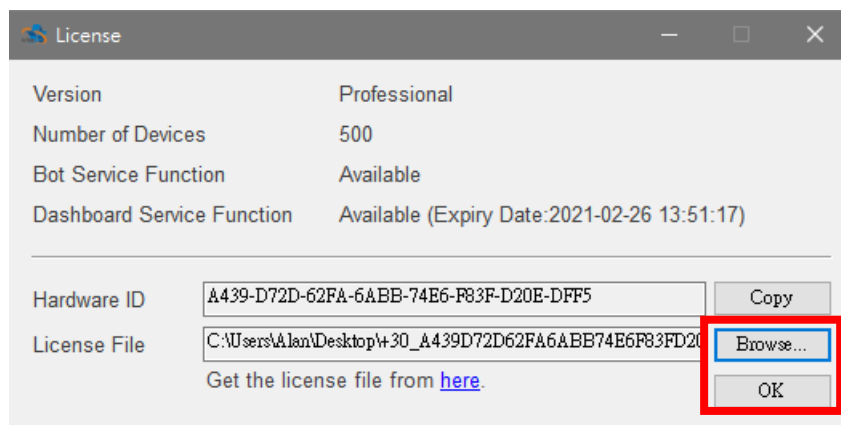 License
Version Professional
Number of Devices 500
Bot Service Function Available
Dashboard Service Function Available (Expiry Date:2021-02-26 13:51:17)
Hardware ID A439-D72D-62FA-6ABB-74E6-F83F-D20E-DFF5 Copy
License File C:\Users\Alan\Desktop\+30_A439D72D62FA6ABB74E6F83FD20 Browse...
Get the license file from here. OK